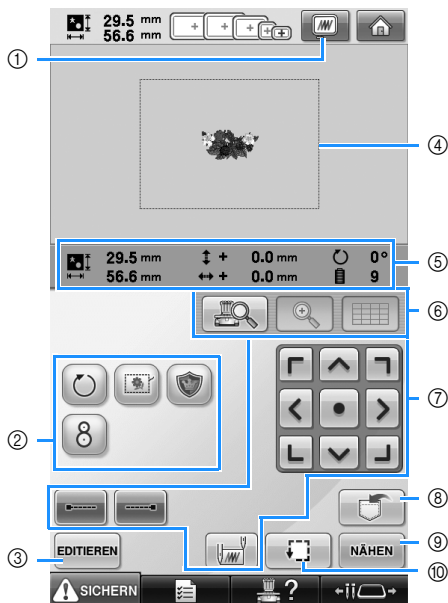 29.5 mm
56.6 mm
①
④
29.5 mm + 0.0 mm 0°
56.6 mm + 0.0 mm 9
⑤
⑥
②
8
⑦
⑧
③
EDITIEREN
NÄHEN
⑨
⑩
SICHERN
?